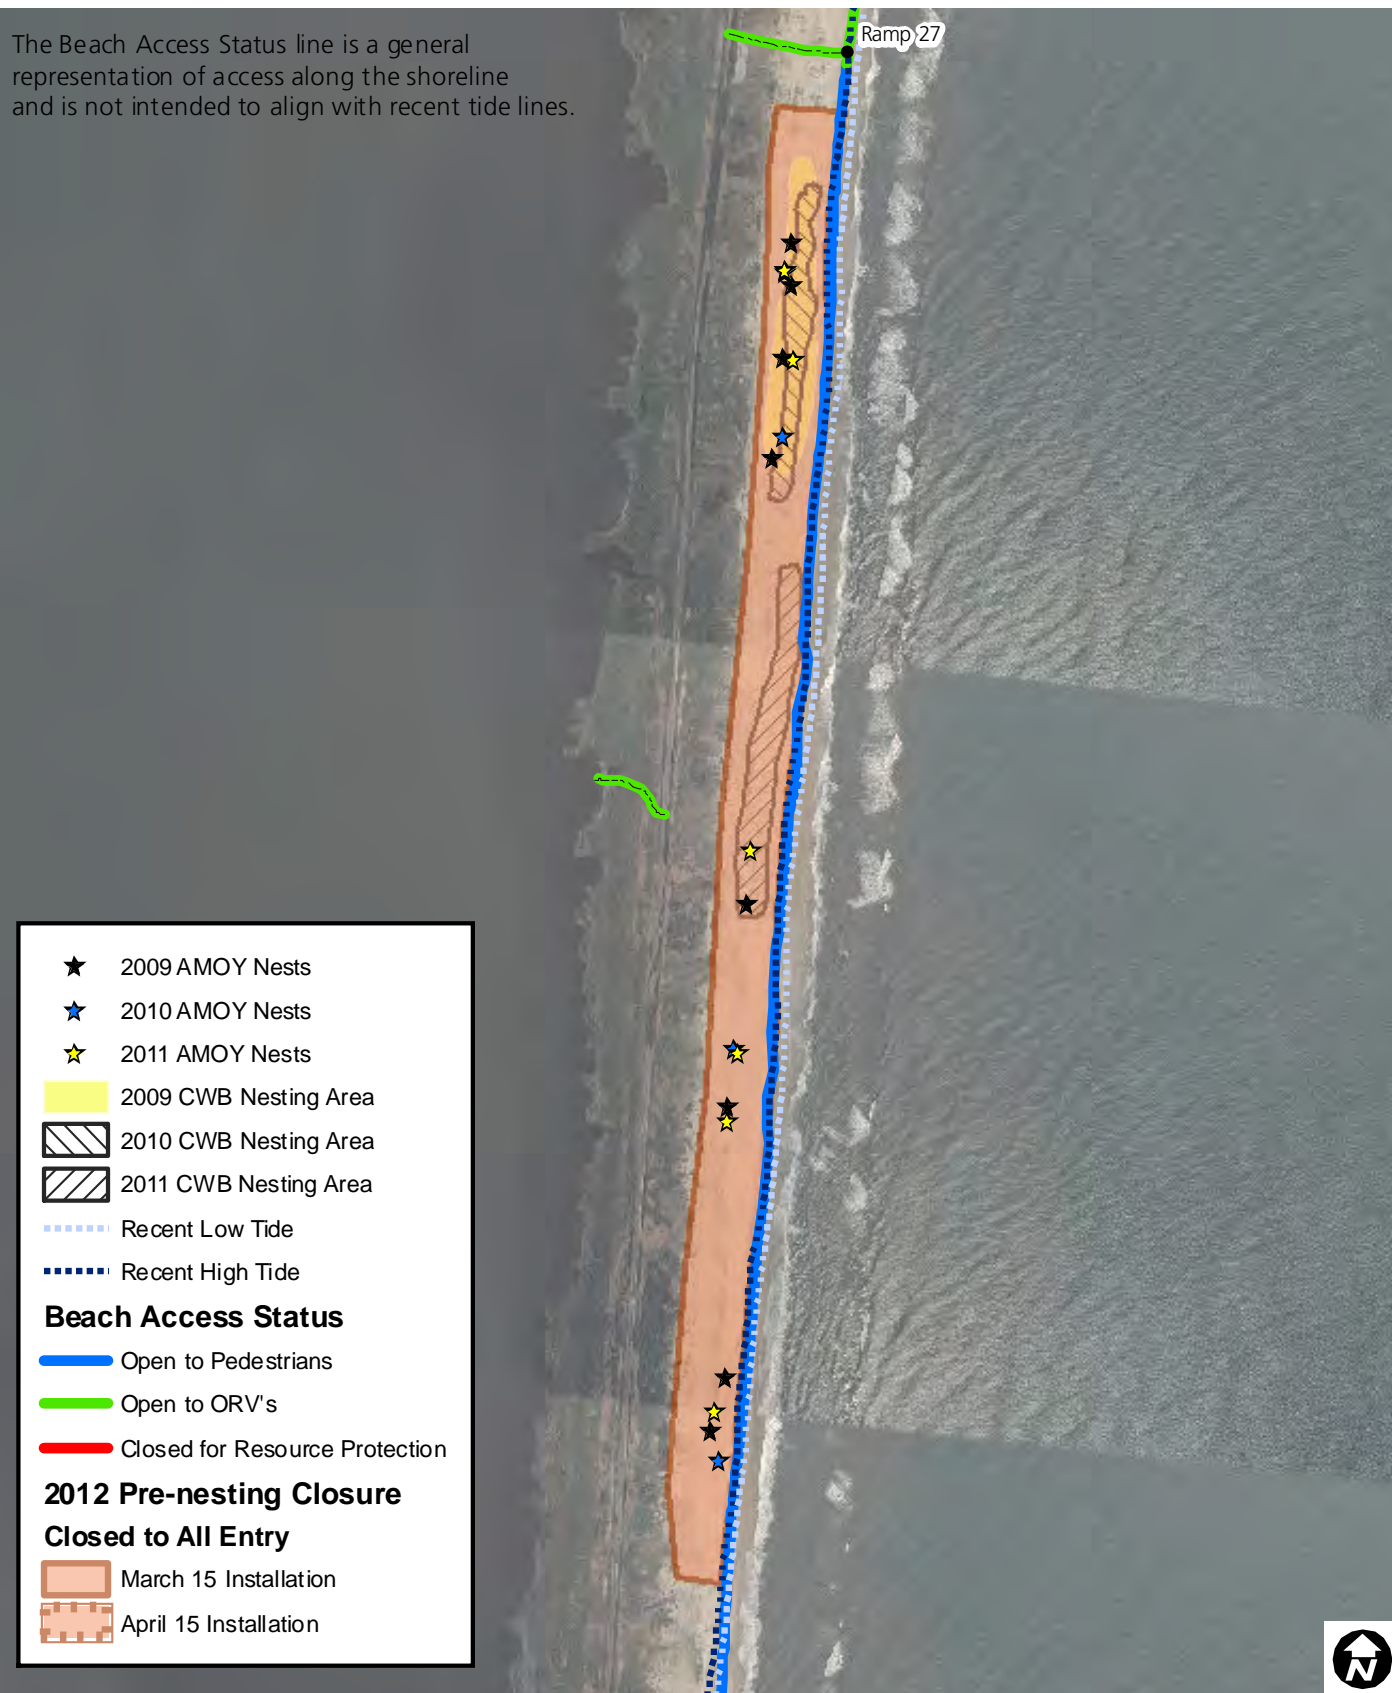 The Beach Access Status line is a general
representation of access along the shoreline
and is not intended to align with recent tide lines.
Ramp 27
2009 AMOY Nests
2010 AMOY Nests
2011 AMOY Nests
2009 CWB Nesting Area
2010 CWB Nesting Area
2011 CWB Nesting Area
Recent Low Tide
Recent High Tide
Beach Access Status
Open to Pedestrians
Open to ORV's
Closed for Resource Protection
2012 Pre-nesting Closure
Closed to All Entry
March 15 Installation
April 15 Installation
N